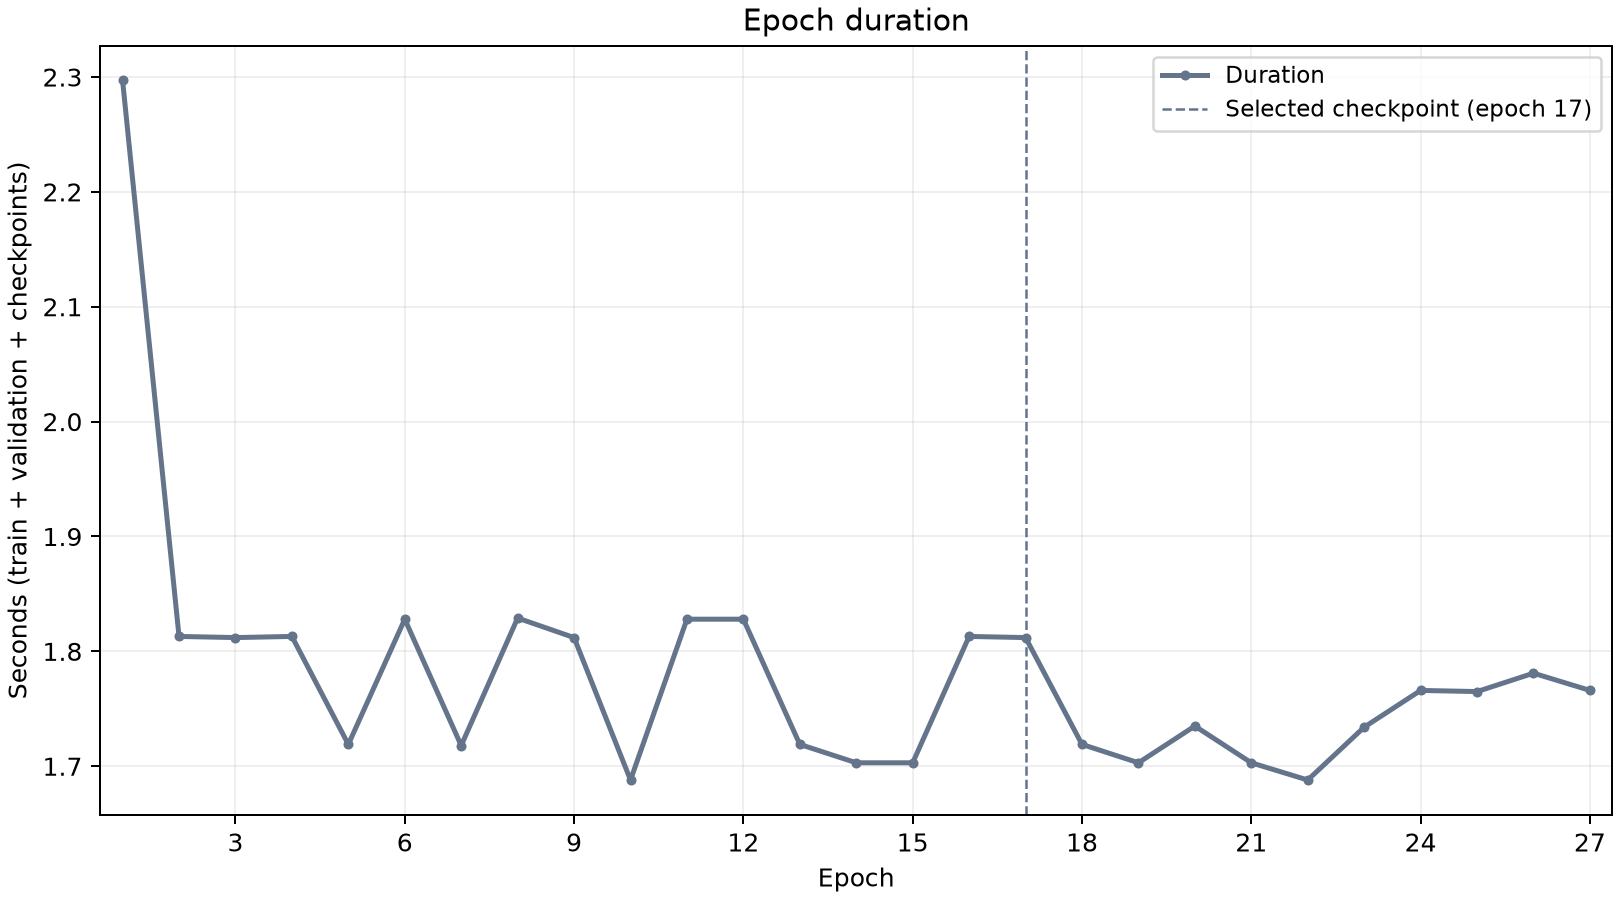 Epoch duration
Duration
Selected checkpoint (epoch 17)
Seconds (train + validation + checkpoints)
2.3
2.2
2.1
2.0
1.9
1.8
1.7
3 6 9 12 15 18 21 24 27
Epoch